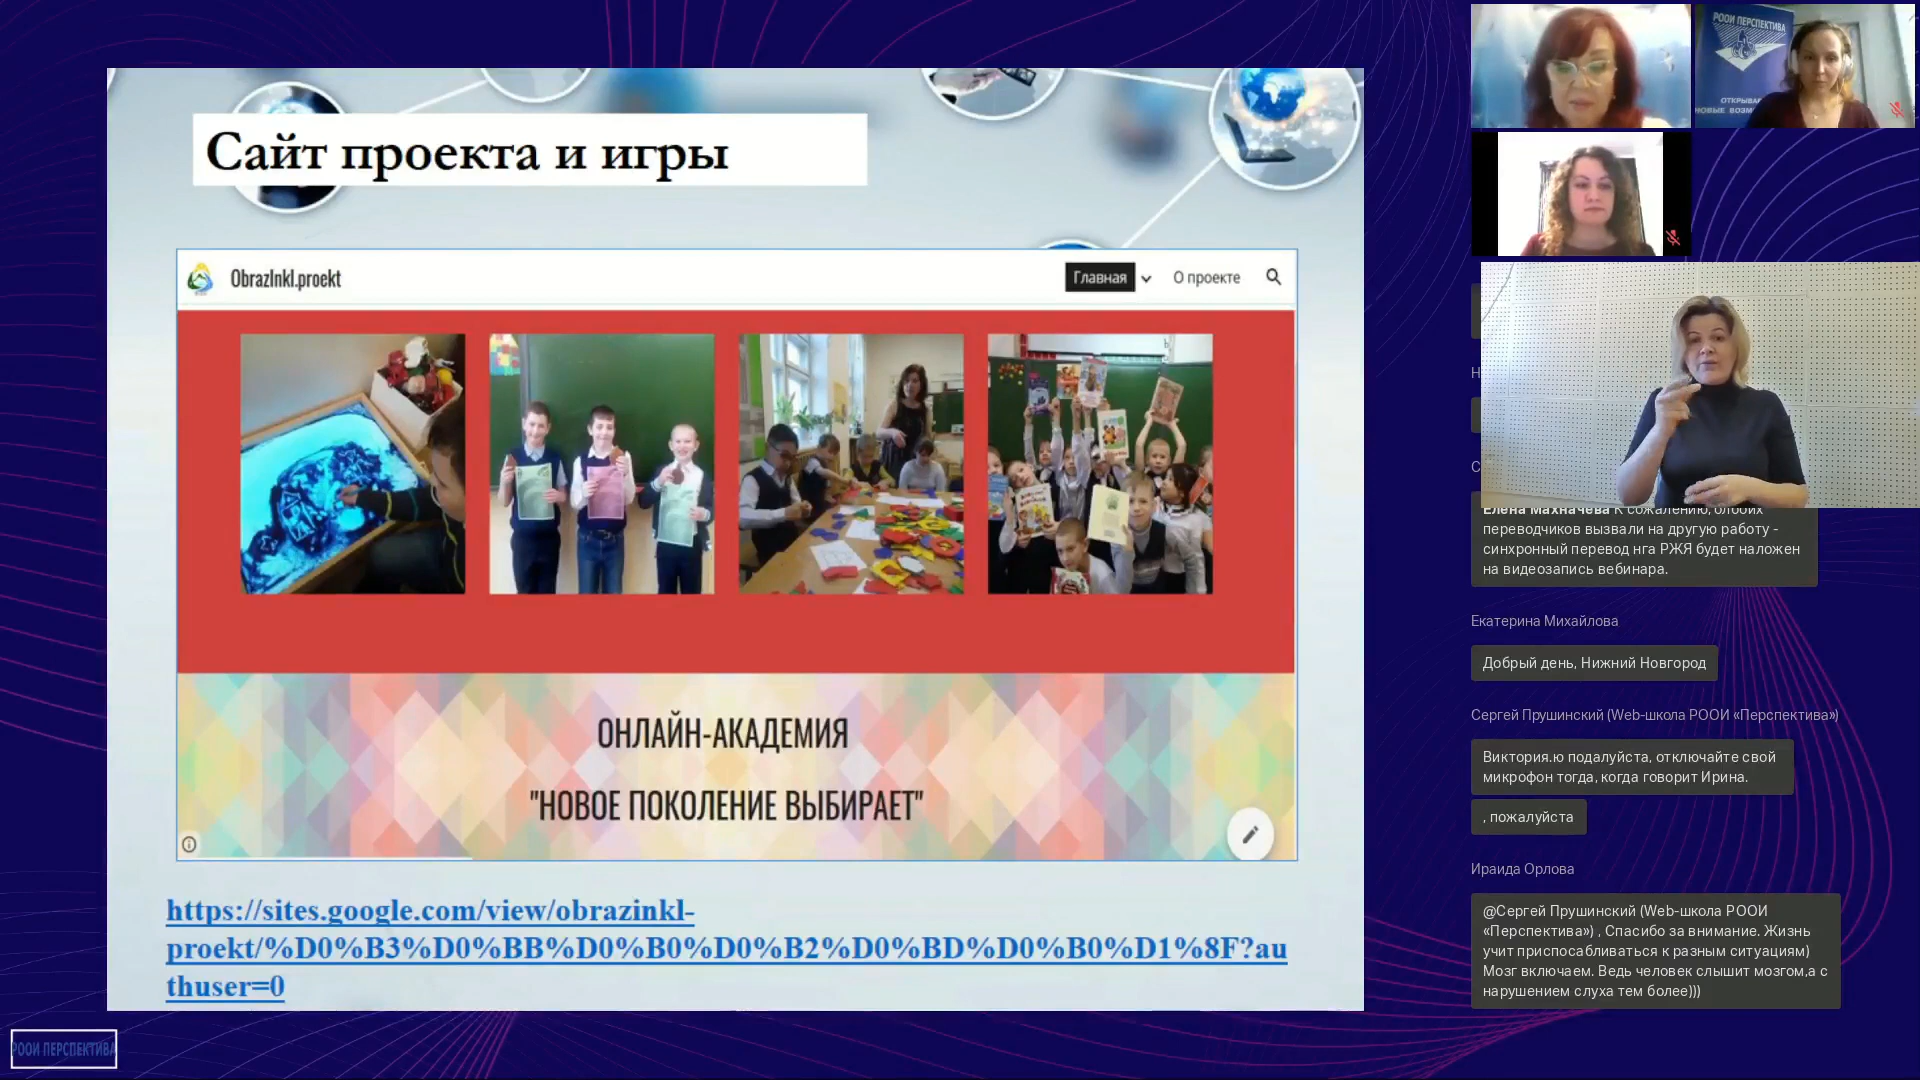 Сайт проекта и игры
ObrazInkl.proekt
Главная
О проекте
ОНЛАЙН-АКАДЕМИЯ
"НОВОЕ ПОКОЛЕНИЕ ВЫБИРАЕТ"
https://sites.google.com/view/obrazinkl-
proekt/%D0%B3%D0%BB%D0%B0%D0%B2%D0%BD%D0%B0%D1%8F?au
thuser=0
РООИ ПЕРСПЕКТИВА
РООИ ПЕРСПЕКТИВА
Н
С
Елена Махначева К сожалению, обоих
переводчиков вызвали на другую работу -
синхронный перевод нга РЖЯ будет наложен
на видеозапись вебинара.
Екатерина Михайлова
Добрый день, Нижний Новгород
Сергей Прушинский (Web-школа РООИ «Перспектива»)
Виктория.ю подалуйста, отключайте свой
микрофон тогда, когда говорит Ирина.
, пожалуйста
Ираида Орлова
@Сергей Прушинский (Web-школа РООИ
«Перспектива») , Спасибо за внимание. Жизнь
учит приспосабливаться к разным ситуациям)
Мозг включаем. Ведь человек слышит мозгом,а с
нарушением слуха тем более)))